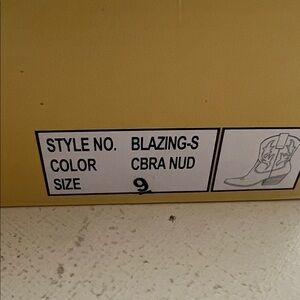 STYLE NO. BLAZING-S
COLOR CBRA NUD
SIZE 9